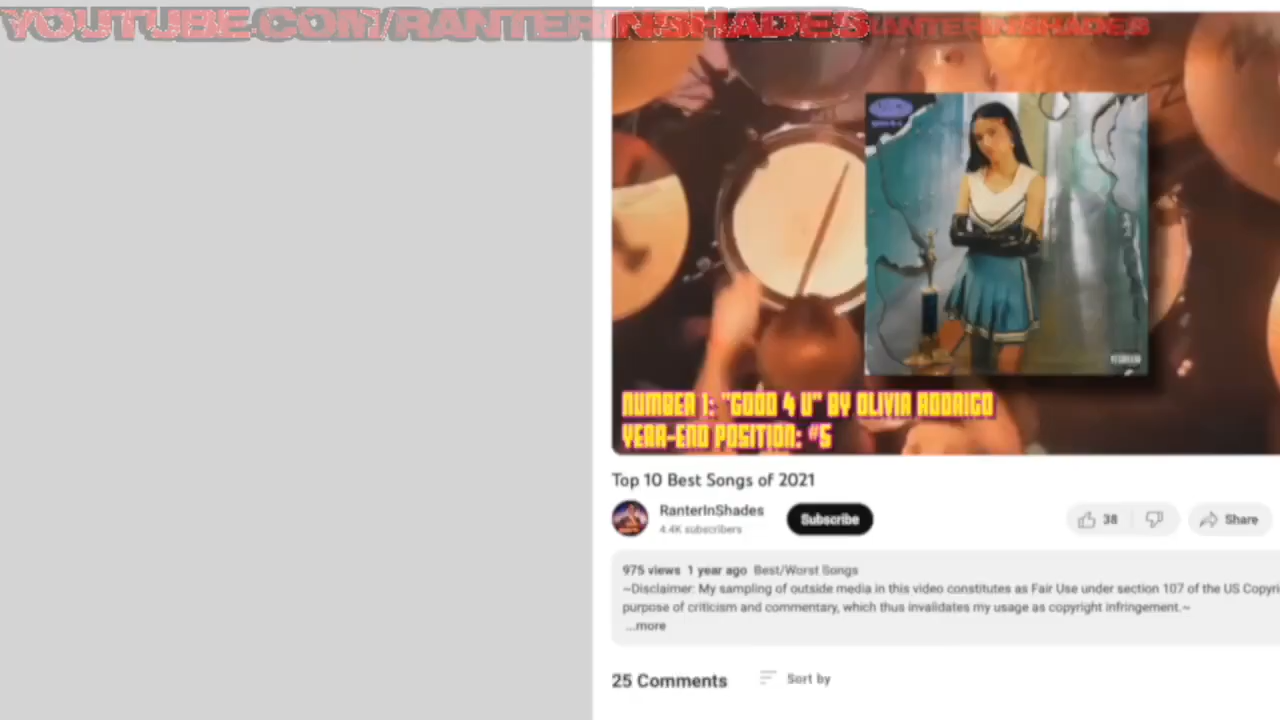 YOUTUBE.COM/RANTERINSHADES
RANTERINSHADES
NUMBER 1: "GOOD 4 U" BY OLIVIA RODRIGO
YEAR-END POSITION: #5
Top 10 Best Songs of 2021
RanterInShades
4.4K subscribers
Subscribe
38
Share
975 views 1 year ago Best/Worst Songs
~Disclaimer: My sampling of outside media in this video constitutes as Fair Use under section 107 of the US Copyri
purpose of criticism and commentary, which thus invalidates my usage as copyright infringement.~
...more
25 Comments
Sort by